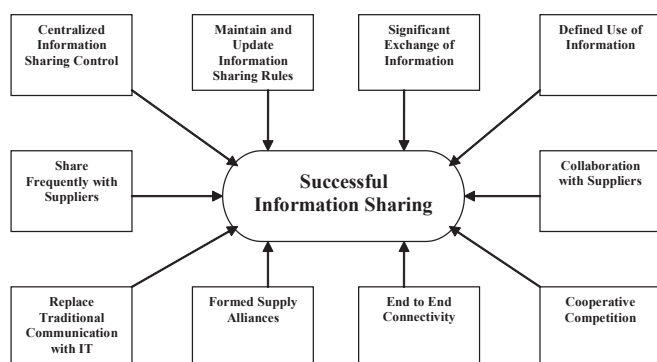 Centralized
Information
Sharing Control
Maintain and
Update
Information
Sharing Rules
Significant
Exchange of
Information
Defined Use of
Information
Share
Frequently with
Suppliers
Successful
Information Sharing
Collaboration
with Suppliers
Replace
Traditional
Communication
with IT
Formed Supply
Alliances
End to End
Connectivity
Cooperative
Competition